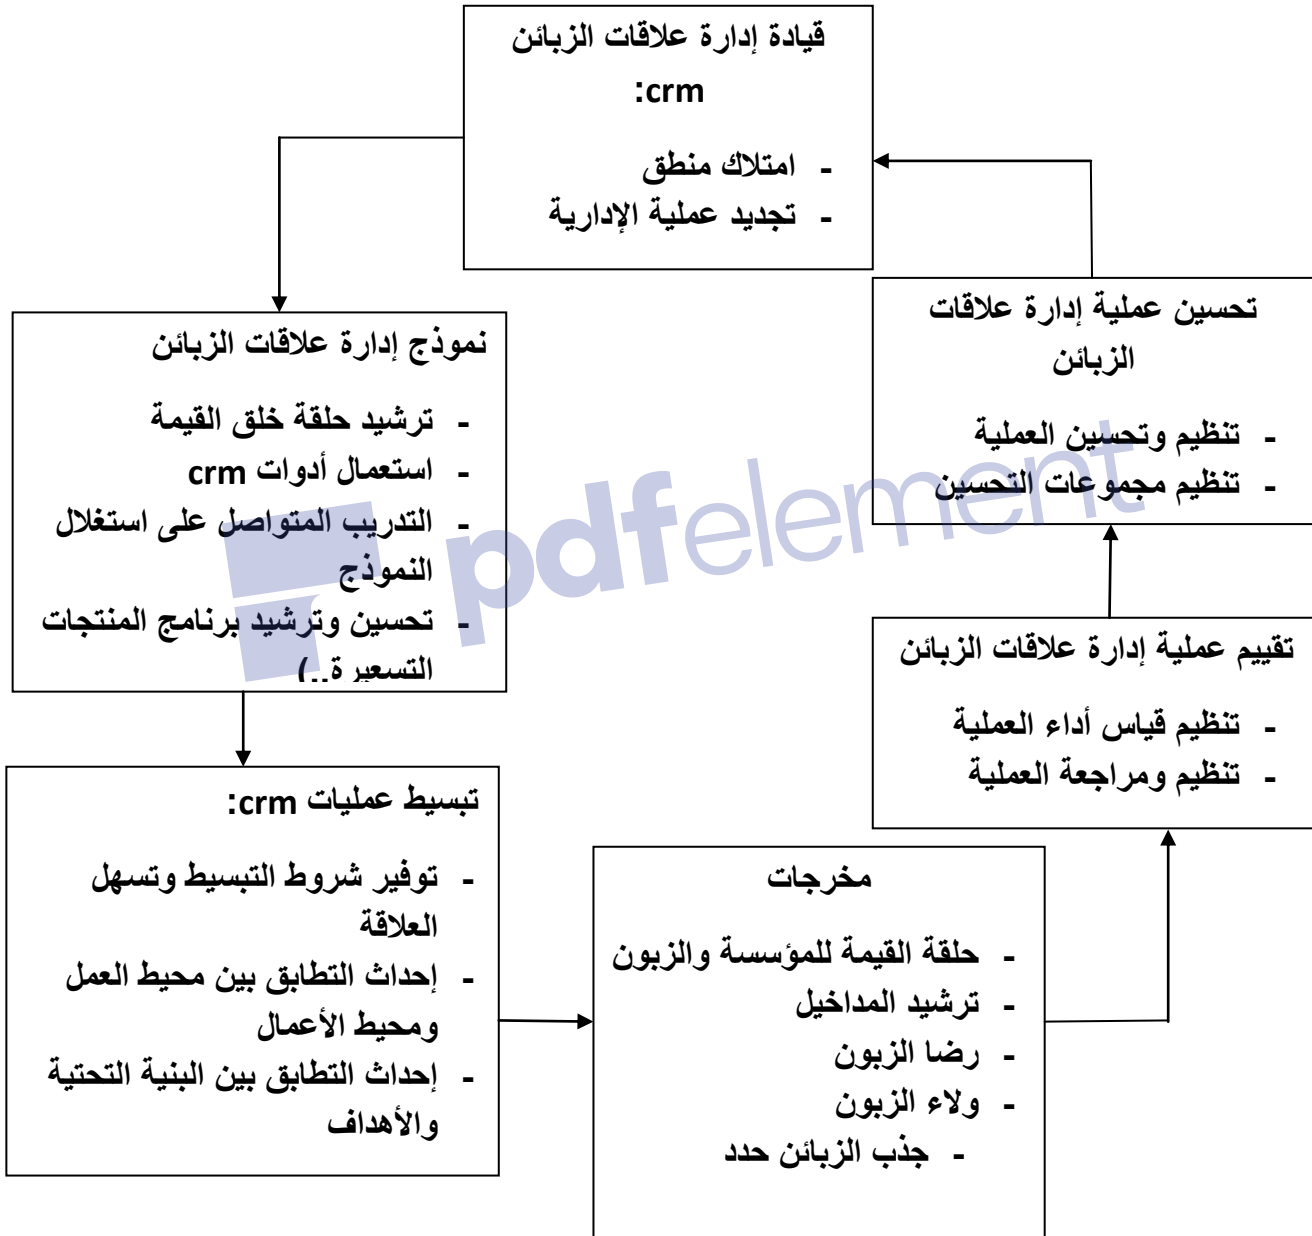 قيادة إدارة علاقات الزبائن
crm:
- امتلاك منطق
- تجديد عملية الإدارية
نموذج إدارة علاقات الزبائن
- ترشيد حلقة خلق القيمة
- استعمال أدوات crm
- التدريب المتواصل على استغلال
النموذج
- تحسين وترشيد برنامج المنتجات
التسعيرة..)
تبسيط عمليات crm:
- توفير شروط التبسيط وتسهل
العلاقة
- إحداث التطابق بين محيط العمل
ومحيط الأعمال
- إحداث التطابق بين البنية التحتية
والأهداف
مخرجات
- حلقة القيمة للمؤسسة والزبون
- ترشيد المداخيل
- رضا الزبون
- ولاء الزبون
- جذب الزبائن حدد
تقييم عملية إدارة علاقات الزبائن
- تنظيم قياس أداء العملية
- تنظيم ومراجعة العملية
تحسين عملية إدارة علاقات
الزبائن
- تنظيم وتحسين العملية
- تنظيم مجموعات التحسين
pdfelement